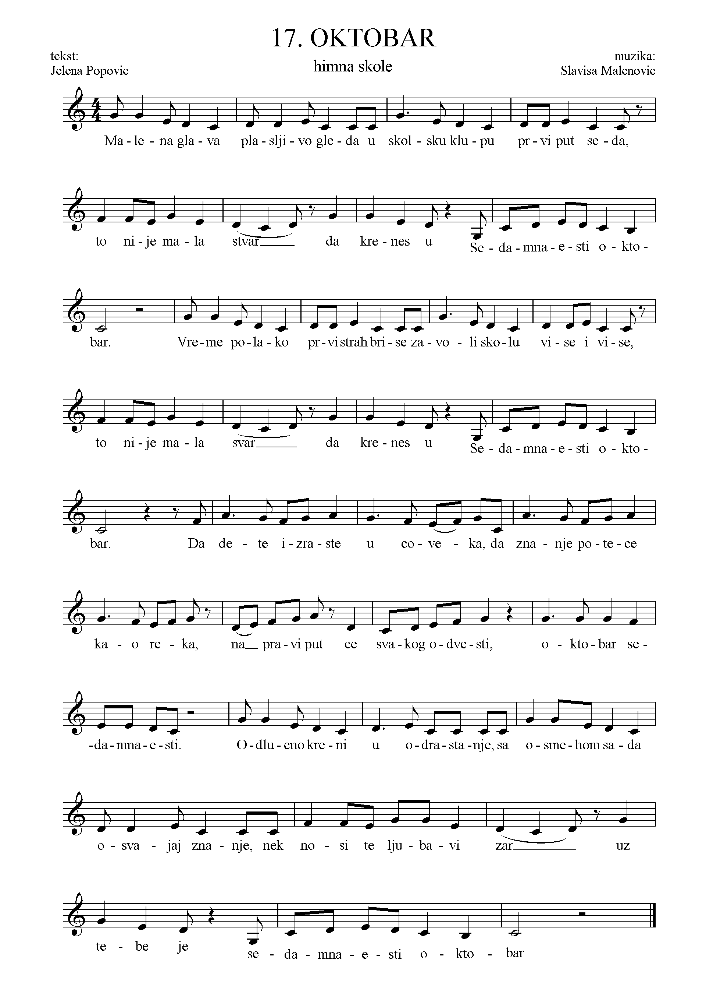 17. OKTOBAR
tekst:
muzika:
himna skole
Jelena Popovic
Slavisa Malenovic
4
4
Ma - le - na gla - va pla - slji - vo gle - da u skol - sku klu - pu pr - vi put se - da,
to ni - je ma - la stvar da kre - nes u Se - da - mna - e - sti o - kto -
bar. Vre - me po - la - ko pr - vi strah bri - se za - vo - li sko - lu vi - se i vi - se,
to ni - je ma - la svar da kre - nes u Se - da - mna - e - sti o - kto -
bar. Da de - te i - zra - ste u co - ve - ka, da zna - nje po - te - ce
ka - o re - ka, na pra - vi put ce sva - kog o - dve - sti, o - kto - bar se -
-da - mna - e - sti. O - dlu - cno kre - ni u o - dra - sta - nje, sa o - sme - hom sa - da
o - sva - jaj zna - nje, nek no - si te lju - ba - vi zar uz
te - be je se - da - mna - e - sti o - kto - bar